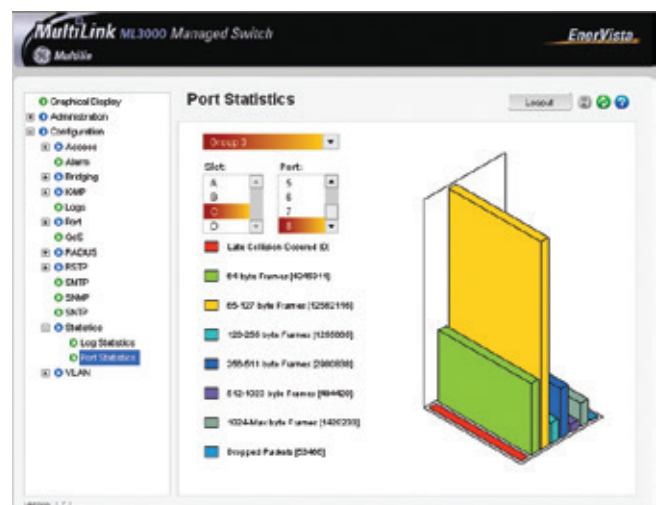 MultiLink ML3000 Managed Switch
EnerVista
Multilin
Port Statistics
Logout
Graphical Display
Administration
Configuration
Access
Alarm
Bridging
IGMP
Logs
Port
QoS
RADIUS
RSTP
SMTP
SNMP
SNTP
Statistics
Log Statistics
Port Statistics
VLAN
Group 3
Slot:
Port:
A
B
C
D
5
6
7
8
Late Collision Occured
64 byte Frames
65-127 byte Frames
128-255 byte Frames
256-511 byte Frames
512-1023 byte Frames
1024-Max byte Frames
Dropped Packets